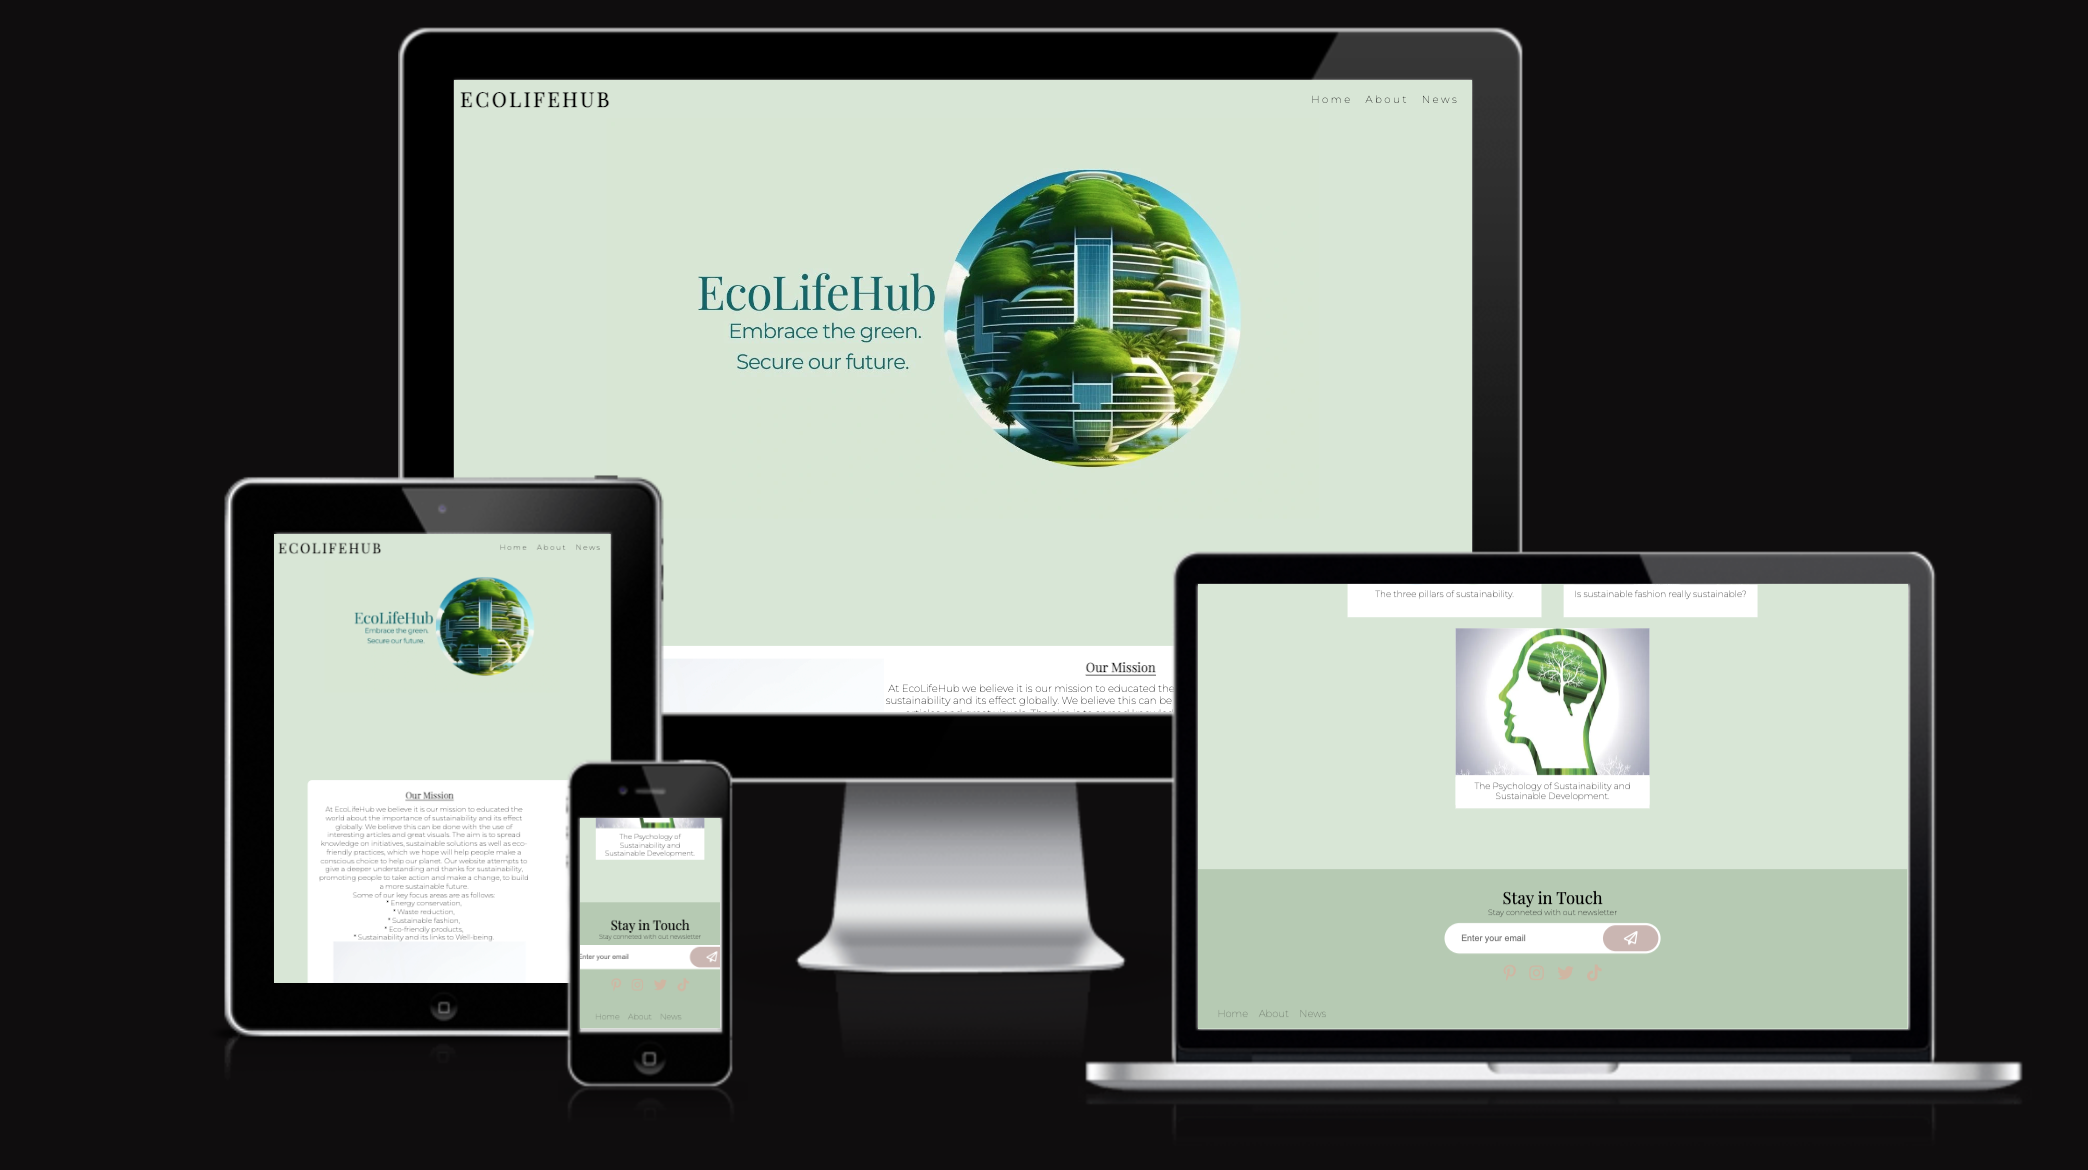 ECOLIFEHUB
Home About News
EcoLifeHub
Embrace the green.
Secure our future.
Our Mission
At EcoLifeHub we believe it is our mission to educated the
sustainability and its effect globally. We believe this can be
ECOLIFEHUB
Home About News
EcoLifeHub
Embrace the green.
Secure our future.
Our Mission
At EcoLifeHub we believe it is our mission to educated the
world about the importance of sustainability and its effect
globally. We believe this can be done with the use of
interesting articles and great visuals. The aim is to spread
knowledge on initiatives, sustainable solutions as well as eco-
friendly practices, which we hope will help people make a
conscious choice to help our planet. Our website attempts to
give a deeper understanding and thanks for sustainability,
promoting people to take action and make a change, to build
a more sustainable future.
Some of our key focus areas are as follows:
* Energy conservation,
* Waste reduction,
* Sustainable fashion,
* Eco-friendly products,
* Sustainability and its links to Well-being.
The Psychology of
Sustainability and
Sustainable Development.
Stay in Touch
Stay conneted with out newsletter
Enter your email
Home About News
The three pillars of sustainability.
Is sustainable fashion really sustainable?
The Psychology of Sustainability and
Sustainable Development.
Stay in Touch
Stay conneted with out newsletter
Enter your email
Home About News